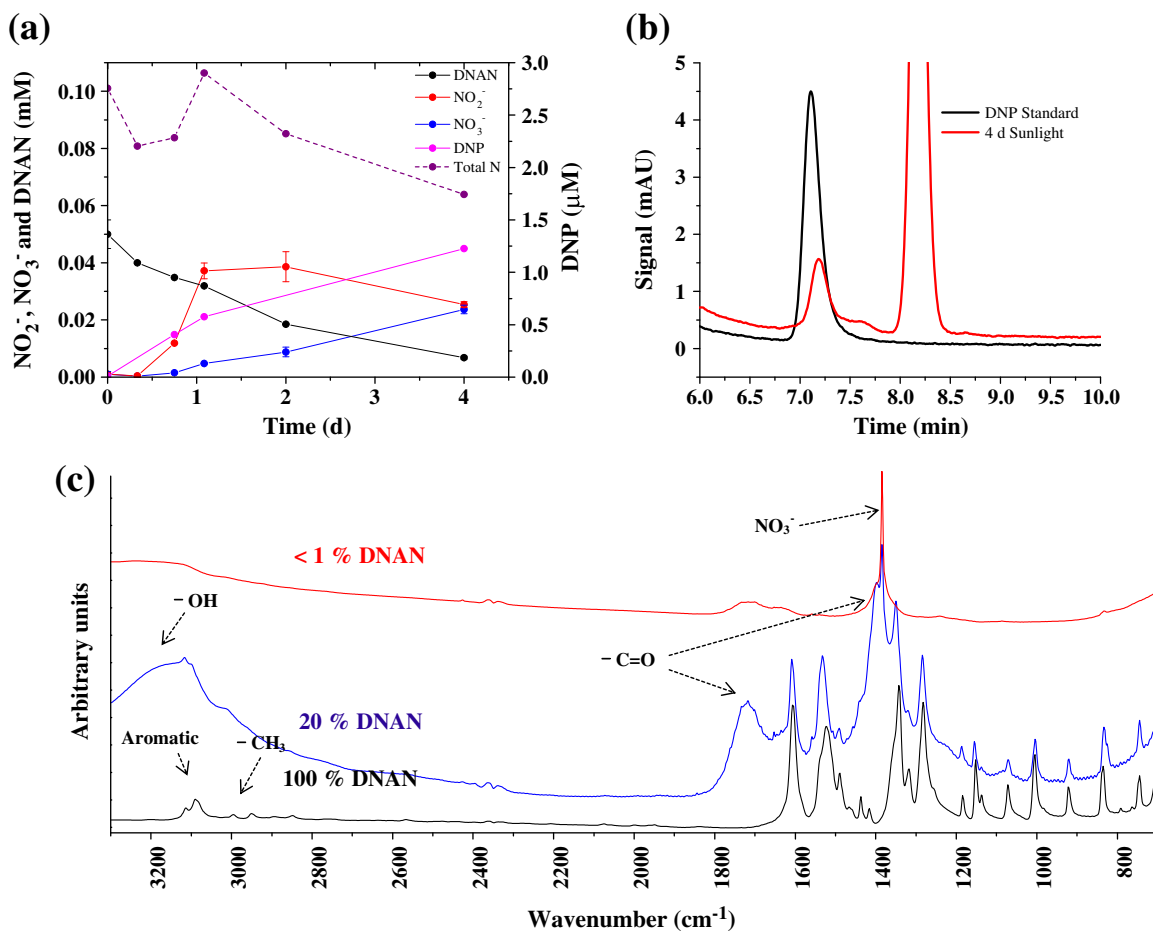 (a)
NO₂⁻, NO₃⁻ and DNAN (mM)
0.10
0.08
0.06
0.04
0.02
0.00
3.0
2.5
2.0
1.5
1.0
0.5
0.0
DNP (μM)
DNAN
NO₂⁻
NO₃⁻
DNP
Total N
0 1 2 3 4
Time (d)
(b)
Signal (mAU)
5
4
3
2
1
0
DNP Standard
4 d Sunlight
6.0 6.5 7.0 7.5 8.0 8.5 9.0 9.5 10.0
Time (min)
(c)
Arbitrary units
NO₃⁻
< 1 % DNAN
– OH
– C=O
20 % DNAN
Aromatic
– CH₃
100 % DNAN
3200 3000 2800 2600 2400 2200 2000 1800 1600 1400 1200 1000 800
Wavenumber (cm⁻¹)